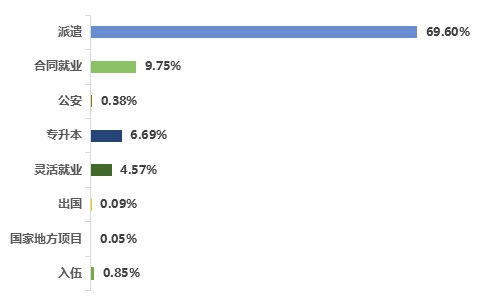 派遣 69.60%
合同就业 9.75%
公安 0.38%
专升本 6.69%
灵活就业 4.57%
出国 0.09%
国家地方项目 0.05%
入伍 0.85%